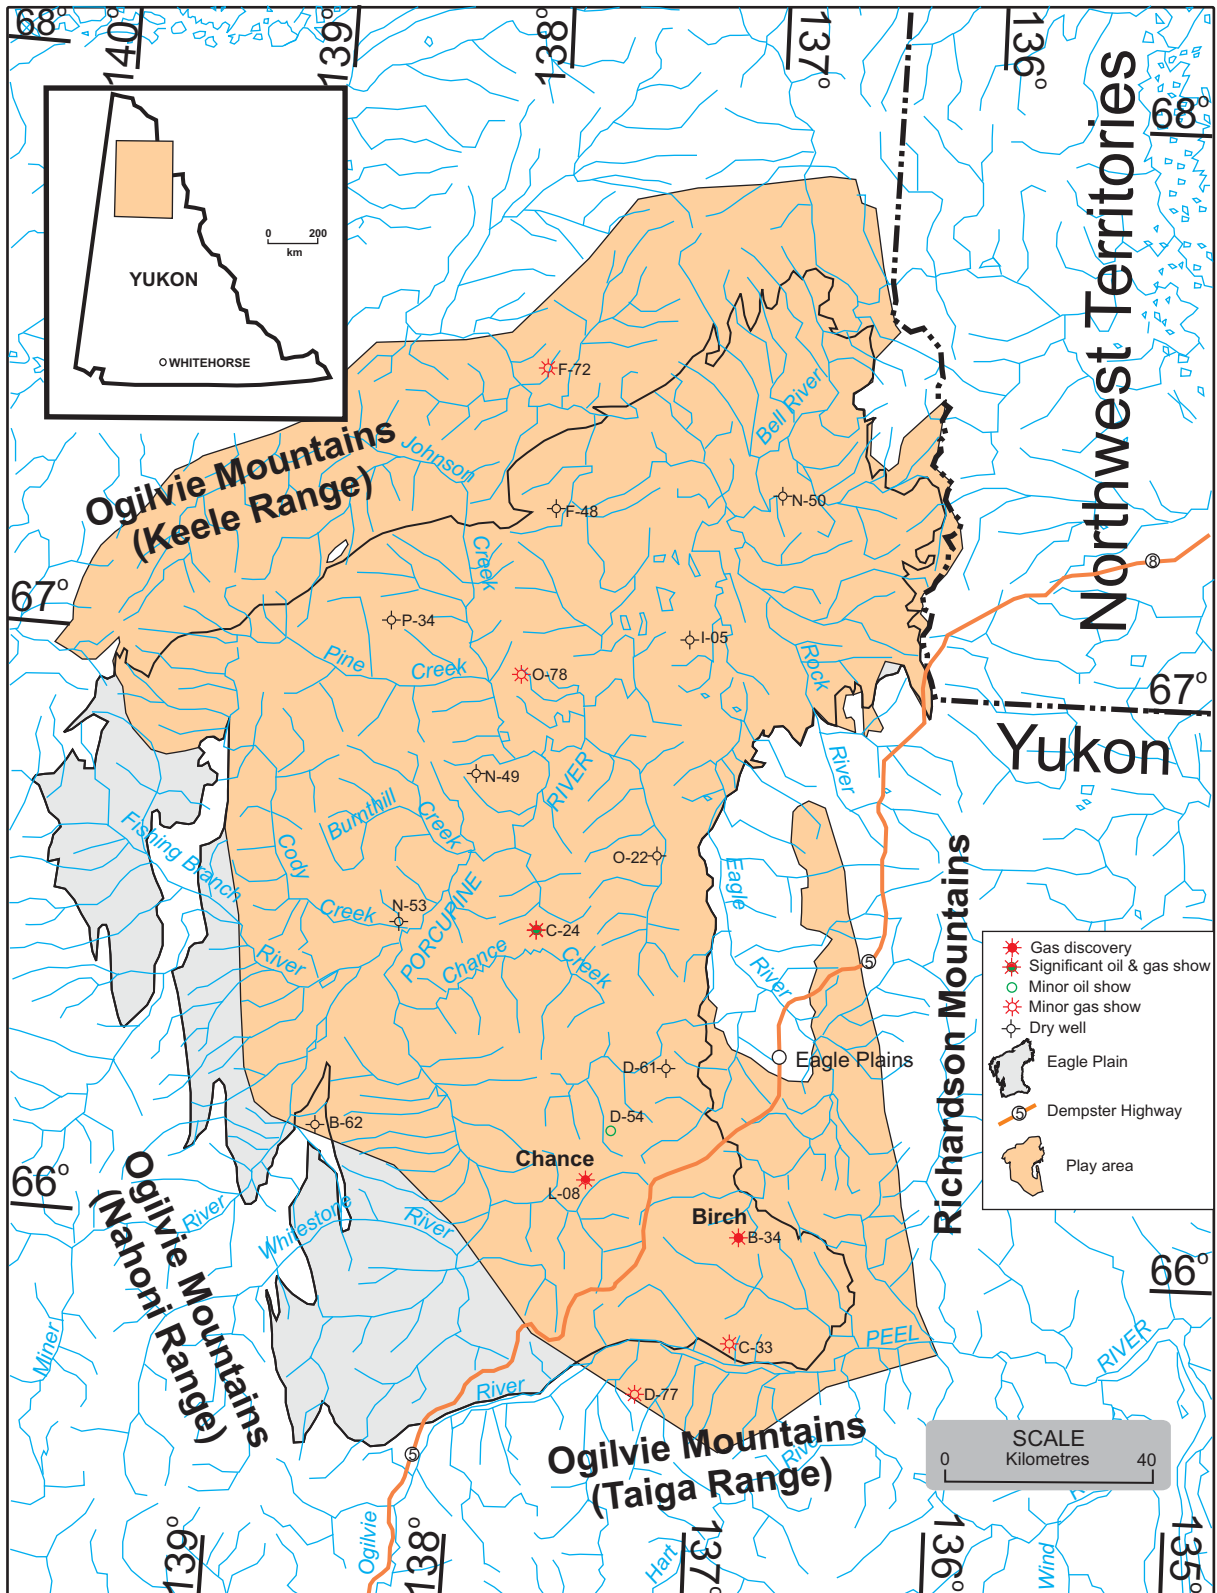 68°
140°
139°
138°
137°
136°
68°
Northwest Territories
0 200
km
YUKON
WHITEHORSE
F-72
Bell River
Ogilvie Mountains
(Keele Range)
Johnson
Creek
F-48
N-50
8
67°
P-34
I-05
Pine
Creek
O-78
Rock
River
67°
Yukon
N-49
RIVER
Burnthill
Creek
Fishing Branch
Cody
Creek
O-22
Eagle
River
N-53
PORCUPINE
C-24
Chance
Creek
River
5
Richardson Mountains
Gas discovery
Significant oil & gas show
Minor oil show
Minor gas show
Dry well
Eagle Plain
5
Dempster Highway
Play area
Eagle Plains
D-61
D-54
B-62
Chance
L-08
66°
Ogilvie Mountains
(Nahoni Range)
River
Whitestone
River
Birch
B-34
66°
Miner
C-33
PEEL
RIVER
River
D-77
Ogilvie Mountains
(Taiga Range)
River
5
SCALE
Kilometres
0 40
139°
Ogilvie
138°
Hart
137°
136°
Wind
135°